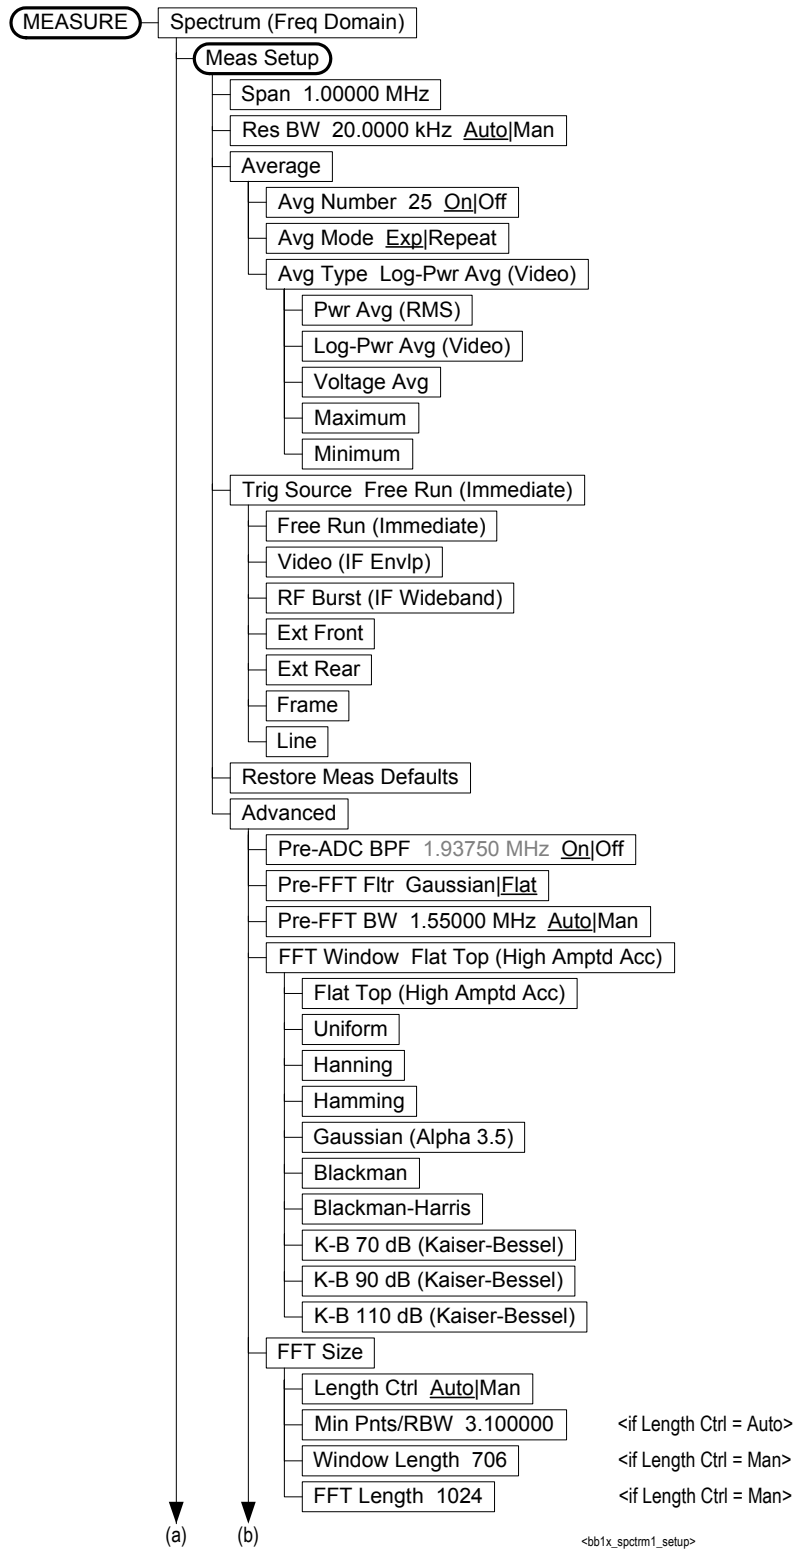 MEASURE Spectrum (Freq Domain)
Meas Setup
Span 1.00000 MHz
Res BW 20.0000 kHz Auto|Man
Average
Avg Number 25 On|Off
Avg Mode Exp|Repeat
Avg Type Log-Pwr Avg (Video)
Pwr Avg (RMS)
Log-Pwr Avg (Video)
Voltage Avg
Maximum
Minimum
Trig Source Free Run (Immediate)
Free Run (Immediate)
Video (IF Envlp)
RF Burst (IF Wideband)
Ext Front
Ext Rear
Frame
Line
Restore Meas Defaults
Advanced
Pre-ADC BPF 1.93750 MHz On|Off
Pre-FFT Fltr Gaussian|Flat
Pre-FFT BW 1.55000 MHz Auto|Man
FFT Window Flat Top (High Amptd Acc)
Flat Top (High Amptd Acc)
Uniform
Hanning
Hamming
Gaussian (Alpha 3.5)
Blackman
Blackman-Harris
K-B 70 dB (Kaiser-Bessel)
K-B 90 dB (Kaiser-Bessel)
K-B 110 dB (Kaiser-Bessel)
FFT Size
Length Ctrl Auto|Man
Min Pnts/RBW 3.100000 <if Length Ctrl = Auto>
Window Length 706 <if Length Ctrl = Man>
FFT Length 1024 <if Length Ctrl = Man>
(a) (b) <bb1x_spctrm1_setup>